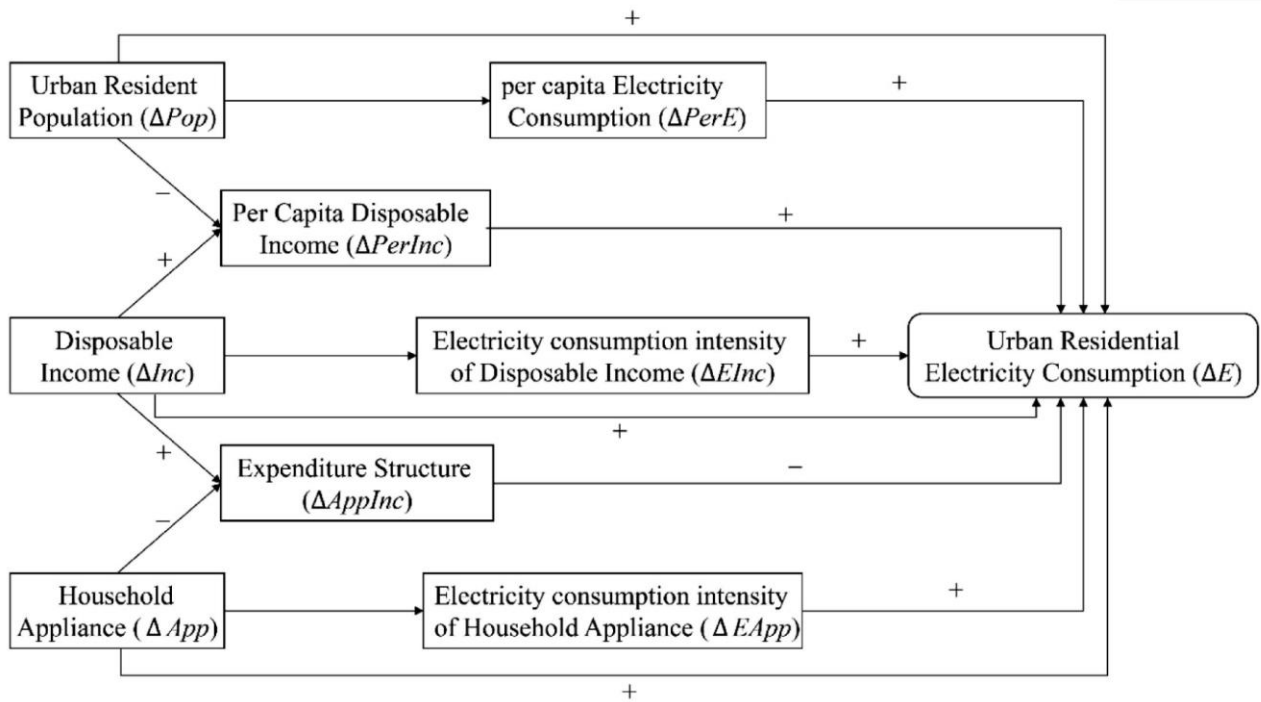 +
Urban Resident
Population (ΔPop)
per capita Electricity
Consumption (ΔPerE)
+
−
Per Capita Disposable
Income (ΔPerInc)
+
+
Disposable
Income (ΔInc)
Electricity consumption intensity
of Disposable Income (ΔEInc)
+
Urban Residential
Electricity Consumption (ΔE)
+
+
Expenditure Structure
(ΔAppInc)
−
−
Household
Appliance (Δ App)
Electricity consumption intensity
of Household Appliance (Δ EApp)
+
+